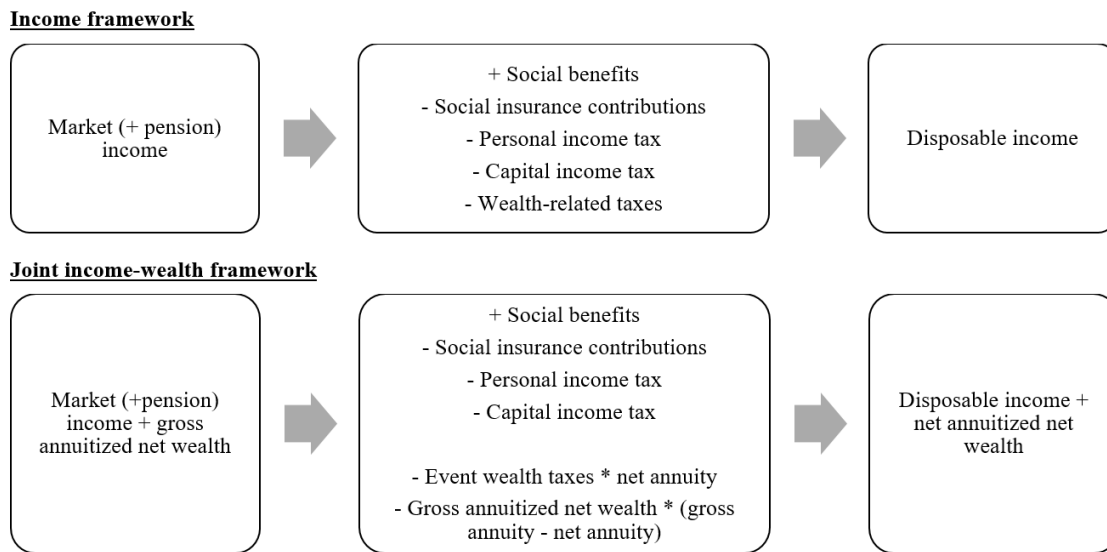 Income framework
Market (+ pension)
income
+ Social benefits
- Social insurance contributions
- Personal income tax
- Capital income tax
- Wealth-related taxes
Disposable income
Joint income-wealth framework
Market (+pension)
income + gross
annuitized net wealth
+ Social benefits
- Social insurance contributions
- Personal income tax
- Capital income tax
- Event wealth taxes * net annuity
- Gross annuitized net wealth * (gross
annuity - net annuity)
Disposable income +
net annuitized net
wealth